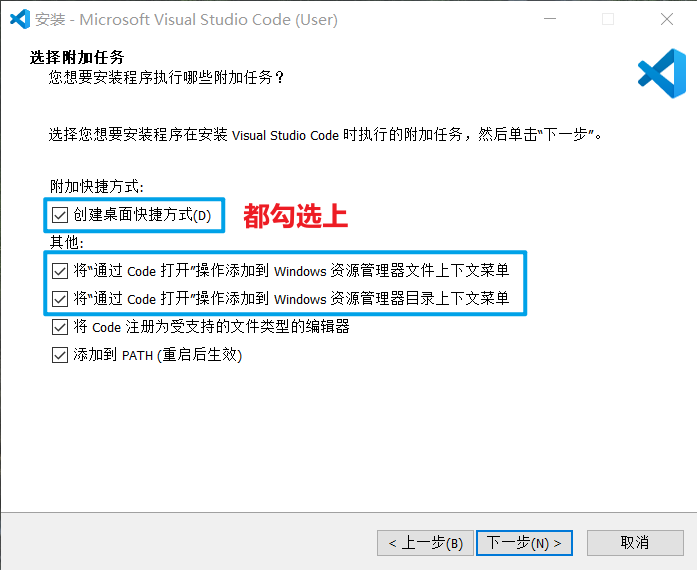 安装 - Microsoft Visual Studio Code (User)
选择附加任务
您想要安装程序执行哪些附加任务？
选择您想要安装程序在安装 Visual Studio Code 时执行的附加任务，然后单击“下一步”。
附加快捷方式:
创建桌面快捷方式(D)
都勾选上
其他:
将“通过 Code 打开”操作添加到 Windows 资源管理器文件上下文菜单
将“通过 Code 打开”操作添加到 Windows 资源管理器目录上下文菜单
将 Code 注册为受支持的文件类型的编辑器
添加到 PATH (重启后生效)
< 上一步(B)
下一步(N) >
取消